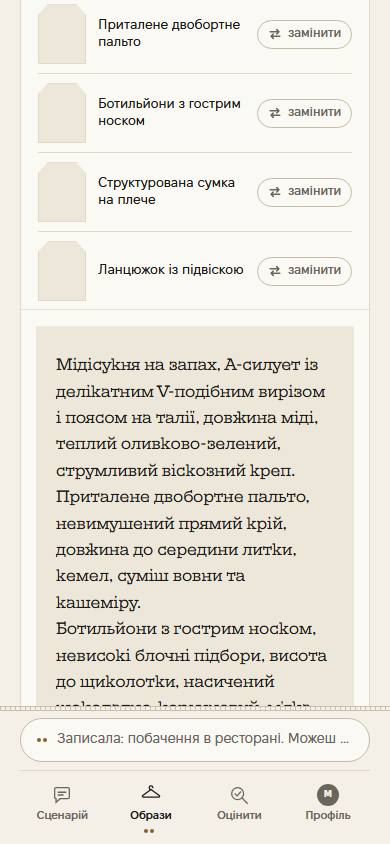 Приталене двобортне
пальто
замінити
Ботильйони з гострим
носком
замінити
Структурована сумка
на плече
замінити
Ланцюжок із підвіскою
замінити
Мідісукня на запах, А-силует із
делікатним V-подібним вирізом
і поясом на талії, довжина міді,
теплий оливково-зелений,
струмливий віскозний креп.
Приталене двобортне пальто,
невимушений прямий крій,
довжина до середини литки,
кемел, суміш вовни та
кашеміру.
Ботильйони з гострим носком,
невисокі блочні підбори, висота
до щиколотки, насичений
Записала: побачення в ресторані. Можеш ...
Сценарій
Образи
Оцінити
М
Профіль